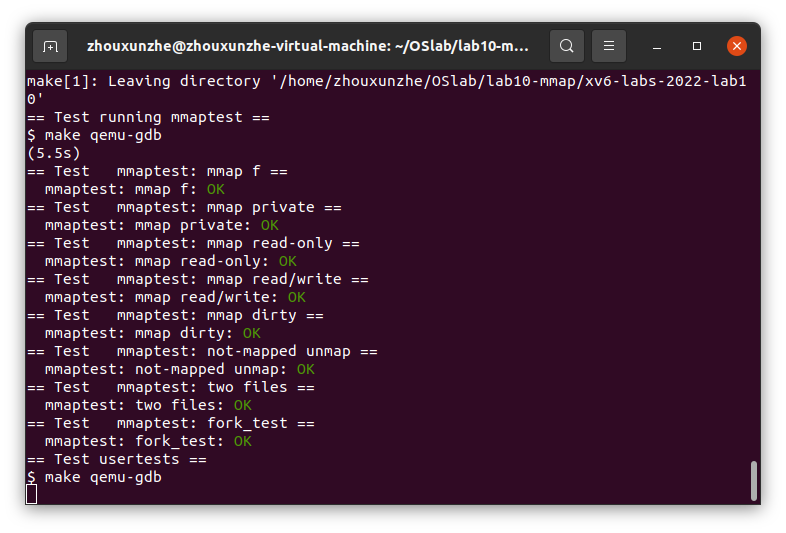 zhouxunzhe@zhouxunzhe-virtual-machine: ~/OSlab/lab10-m…
make[1]: Leaving directory '/home/zhouxunzhe/OSlab/lab10-mmap/xv6-labs-2022-lab1
0'
== Test running mmaptest ==
$ make qemu-gdb
(5.5s)
== Test   mmaptest: mmap f ==
  mmaptest: mmap f: OK
== Test   mmaptest: mmap private ==
  mmaptest: mmap private: OK
== Test   mmaptest: mmap read-only ==
  mmaptest: mmap read-only: OK
== Test   mmaptest: mmap read/write ==
  mmaptest: mmap read/write: OK
== Test   mmaptest: mmap dirty ==
  mmaptest: mmap dirty: OK
== Test   mmaptest: not-mapped unmap ==
  mmaptest: not-mapped unmap: OK
== Test   mmaptest: two files ==
  mmaptest: two files: OK
== Test   mmaptest: fork_test ==
  mmaptest: fork_test: OK
== Test usertests ==
$ make qemu-gdb